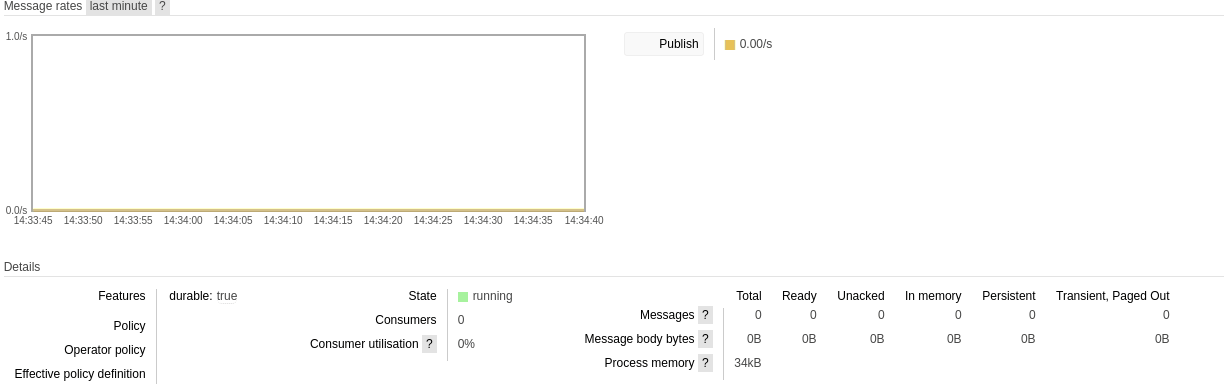 Message rates last minute ?
1.0/s
Publish 0.00/s
0.0/s
14:33:45 14:33:50 14:33:55 14:34:00 14:34:05 14:34:10 14:34:15 14:34:20 14:34:25 14:34:30 14:34:35 14:34:40
Details
Features durable: true
Policy
Operator policy
Effective policy definition
State running
Consumers 0
Consumer utilisation ? 0%
Total Ready Unacked In memory Persistent Transient, Paged Out
Messages ? 0 0 0 0 0 0
Message body bytes ? 0B 0B 0B 0B 0B 0B
Process memory ? 34kB